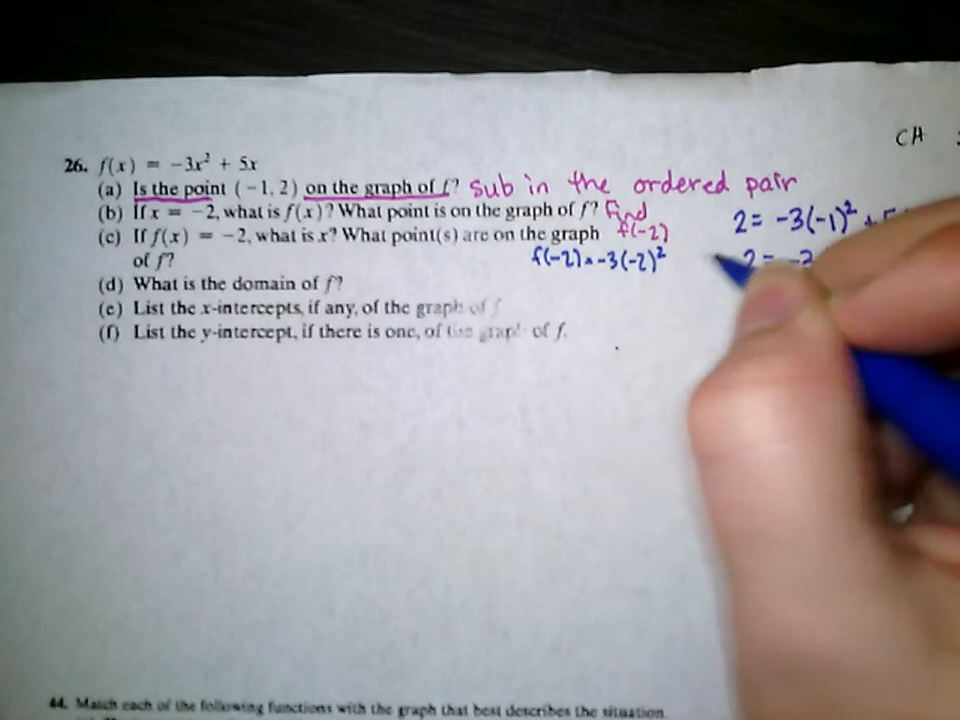 CH
26. f(x) = -3x² + 5x
(a) Is the point (-1, 2) on the graph of f? Sub in the ordered pair
(b) If x = -2, what is f(x)? What point is on the graph of f? Find f(-2)
2 = -3(-1)² +
(c) If f(x) = -2, what is x? What point(s) are on the graph
of f? f(-2) = -3(-2)²
2 = -3
(d) What is the domain of f?
(e) List the x-intercepts, if any, of the graph of f
(f) List the y-intercept, if there is one, of the graph of f.
44. Match each of the following functions with the graph that best describes the situation.